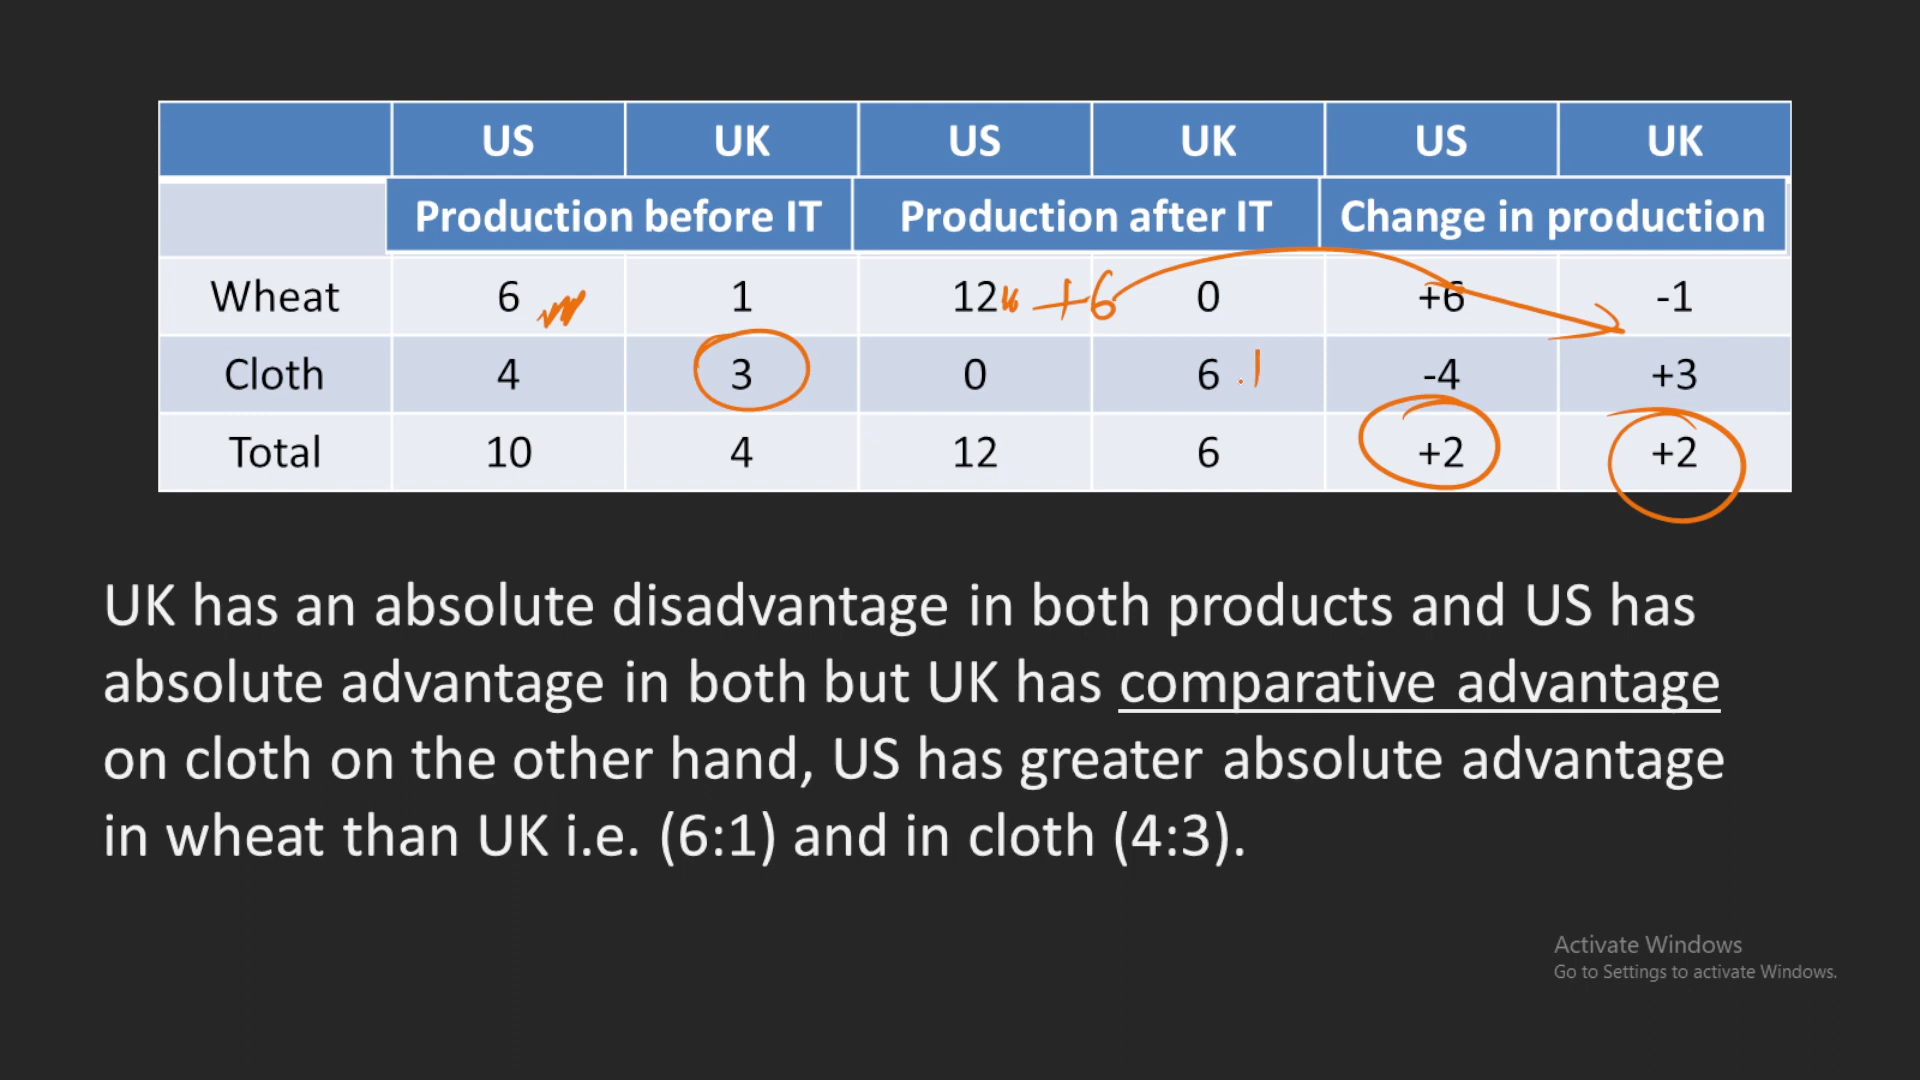 US UK US UK US UK
Production before IT Production after IT Change in production
Wheat 6 1 12 +6 0 +6 -1
Cloth 4 3 0 6 .1 -4 +3
Total 10 4 12 6 +2 +2
UK has an absolute disadvantage in both products and US has
absolute advantage in both but UK has comparative advantage
on cloth on the other hand, US has greater absolute advantage
in wheat than UK i.e. (6:1) and in cloth (4:3).
Activate Windows
Go to Settings to activate Windows.